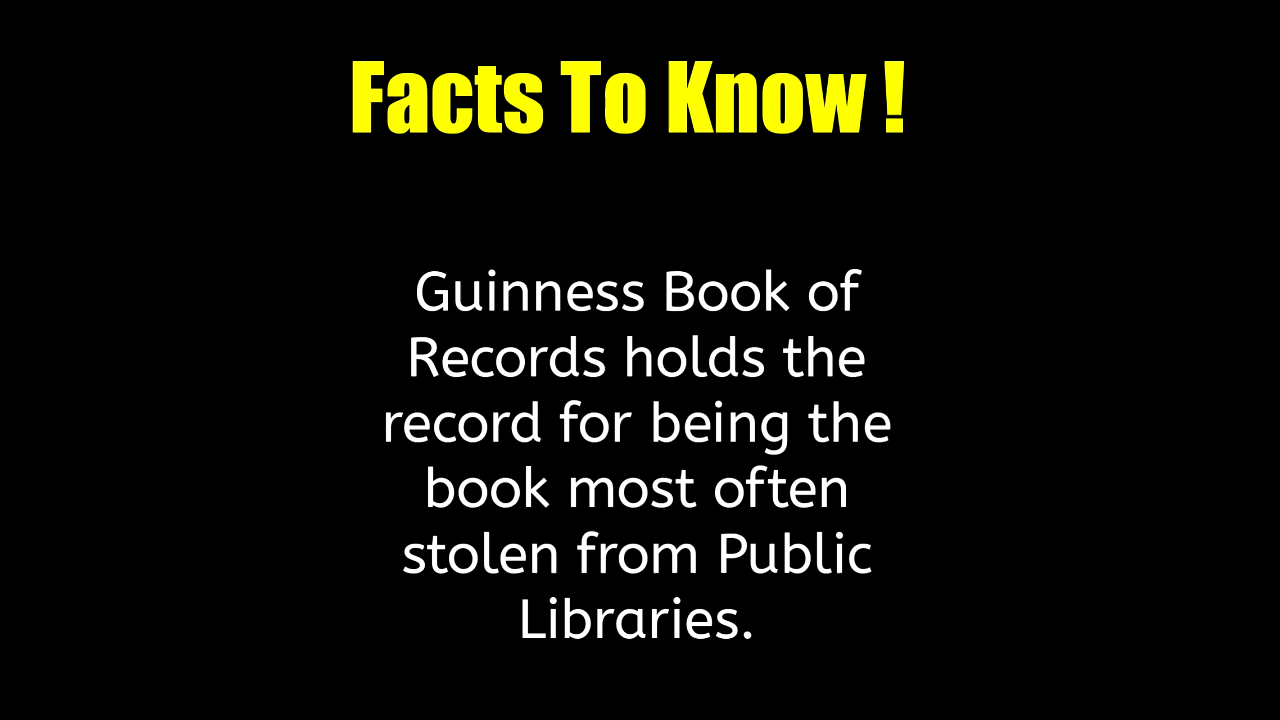 Facts To Know !
Guinness Book of
Records holds the
record for being the
book most often
stolen from Public
Libraries.